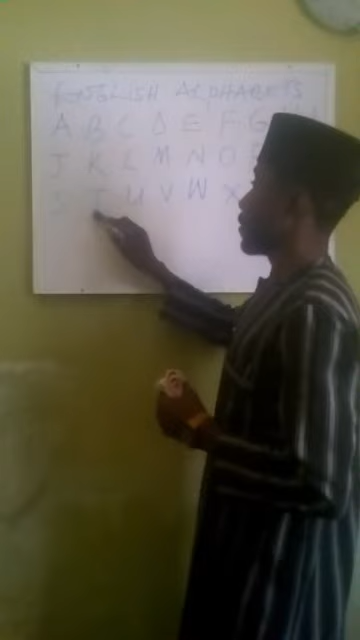 ENGLISH ALPHABETS
A B C D E F G H
J K L M N O
S T U V W X